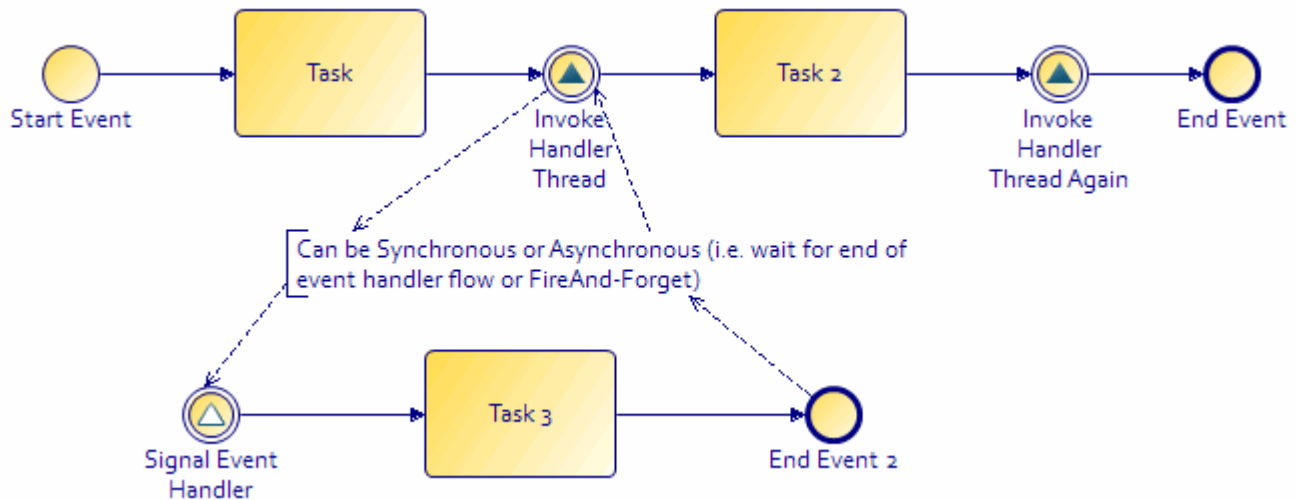 Task
Task 2
Start Event
Invoke
Handler
Thread
Invoke
Handler
Thread Again
End Event
Can be Synchronous or Asynchronous (i.e. wait for end of
event handler flow or FireAnd-Forget)
Task 3
Signal Event
Handler
End Event 2